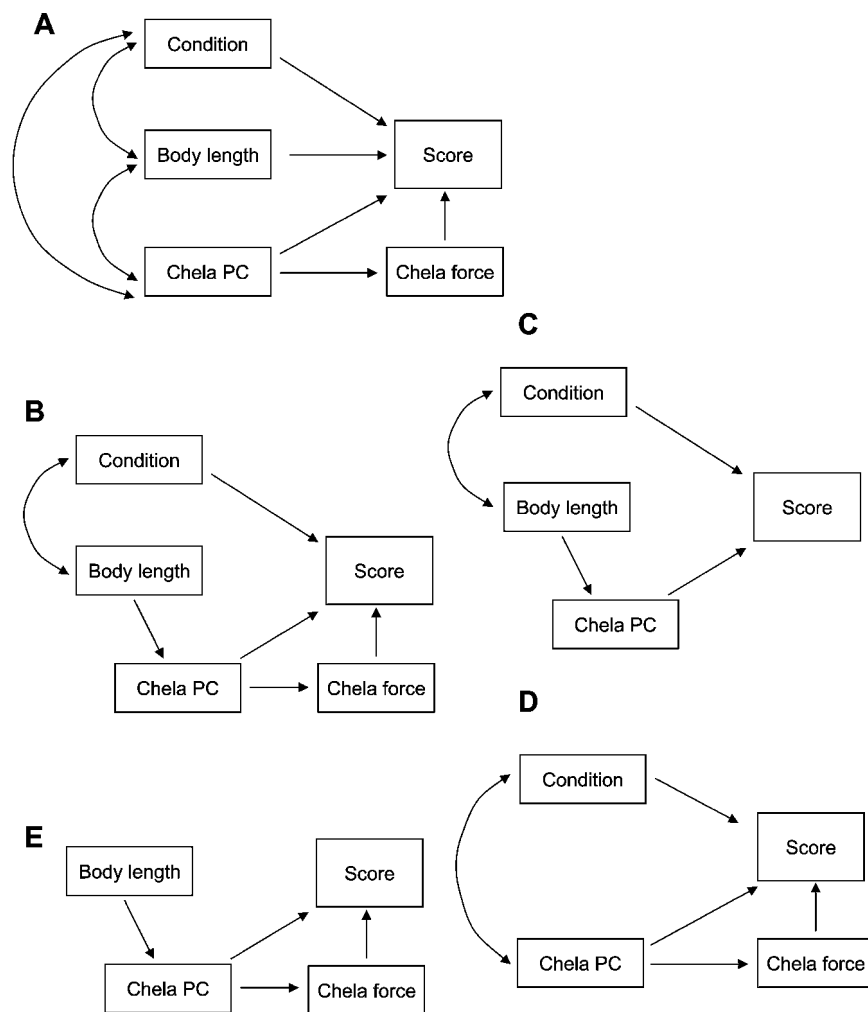 A
Condition
Body length
Score
Chela PC
Chela force
C
Condition
Body length
Score
Chela PC
B
Condition
Body length
Score
Chela PC
Chela force
D
Condition
Score
Chela PC
Chela force
E
Body length
Score
Chela PC
Chela force